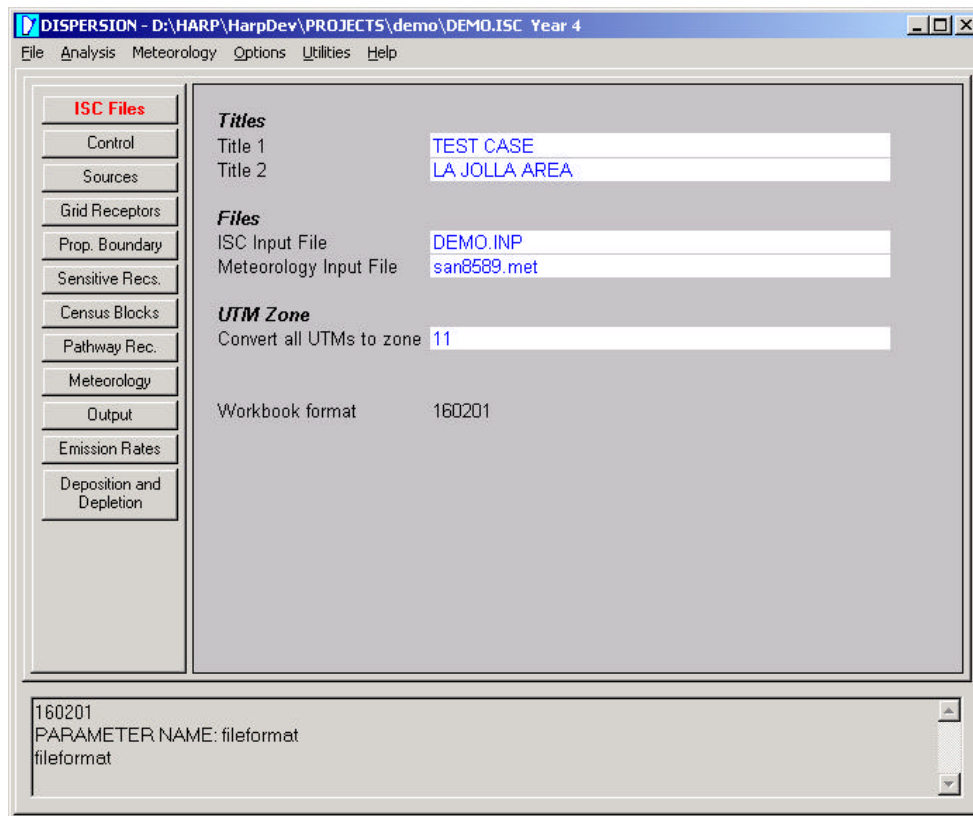 DISPERSION - D:\HARP\HarpDev\PROJECTS\demo\DEMO.ISC Year 4
File Analysis Meteorology Options Utilities Help
ISC Files
Control
Sources
Grid Receptors
Prop. Boundary
Sensitive Recs.
Census Blocks
Pathway Rec.
Meteorology
Output
Emission Rates
Deposition and
Depletion
Titles
Title 1 TEST CASE
Title 2 LA JOLLA AREA
Files
ISC Input File DEMO.INP
Meteorology Input File san8589.met
UTM Zone
Convert all UTMs to zone 11
Workbook format 160201
160201
PARAMETER NAME: fileformat
fileformat